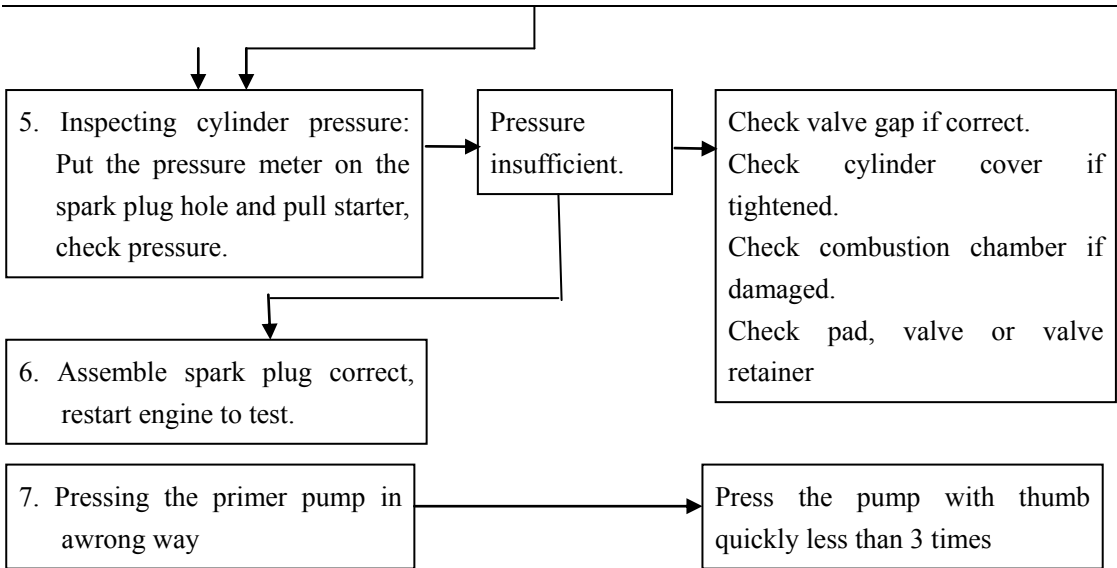 5. Inspecting cylinder pressure:
Put the pressure meter on the
spark plug hole and pull starter,
check pressure.
Pressure
insufficient.
Check valve gap if correct.
Check cylinder cover if
tightened.
Check combustion chamber if
damaged.
Check pad, valve or valve
retainer
6. Assemble spark plug correct,
restart engine to test.
7. Pressing the primer pump in
awrong way
Press the pump with thumb
quickly less than 3 times